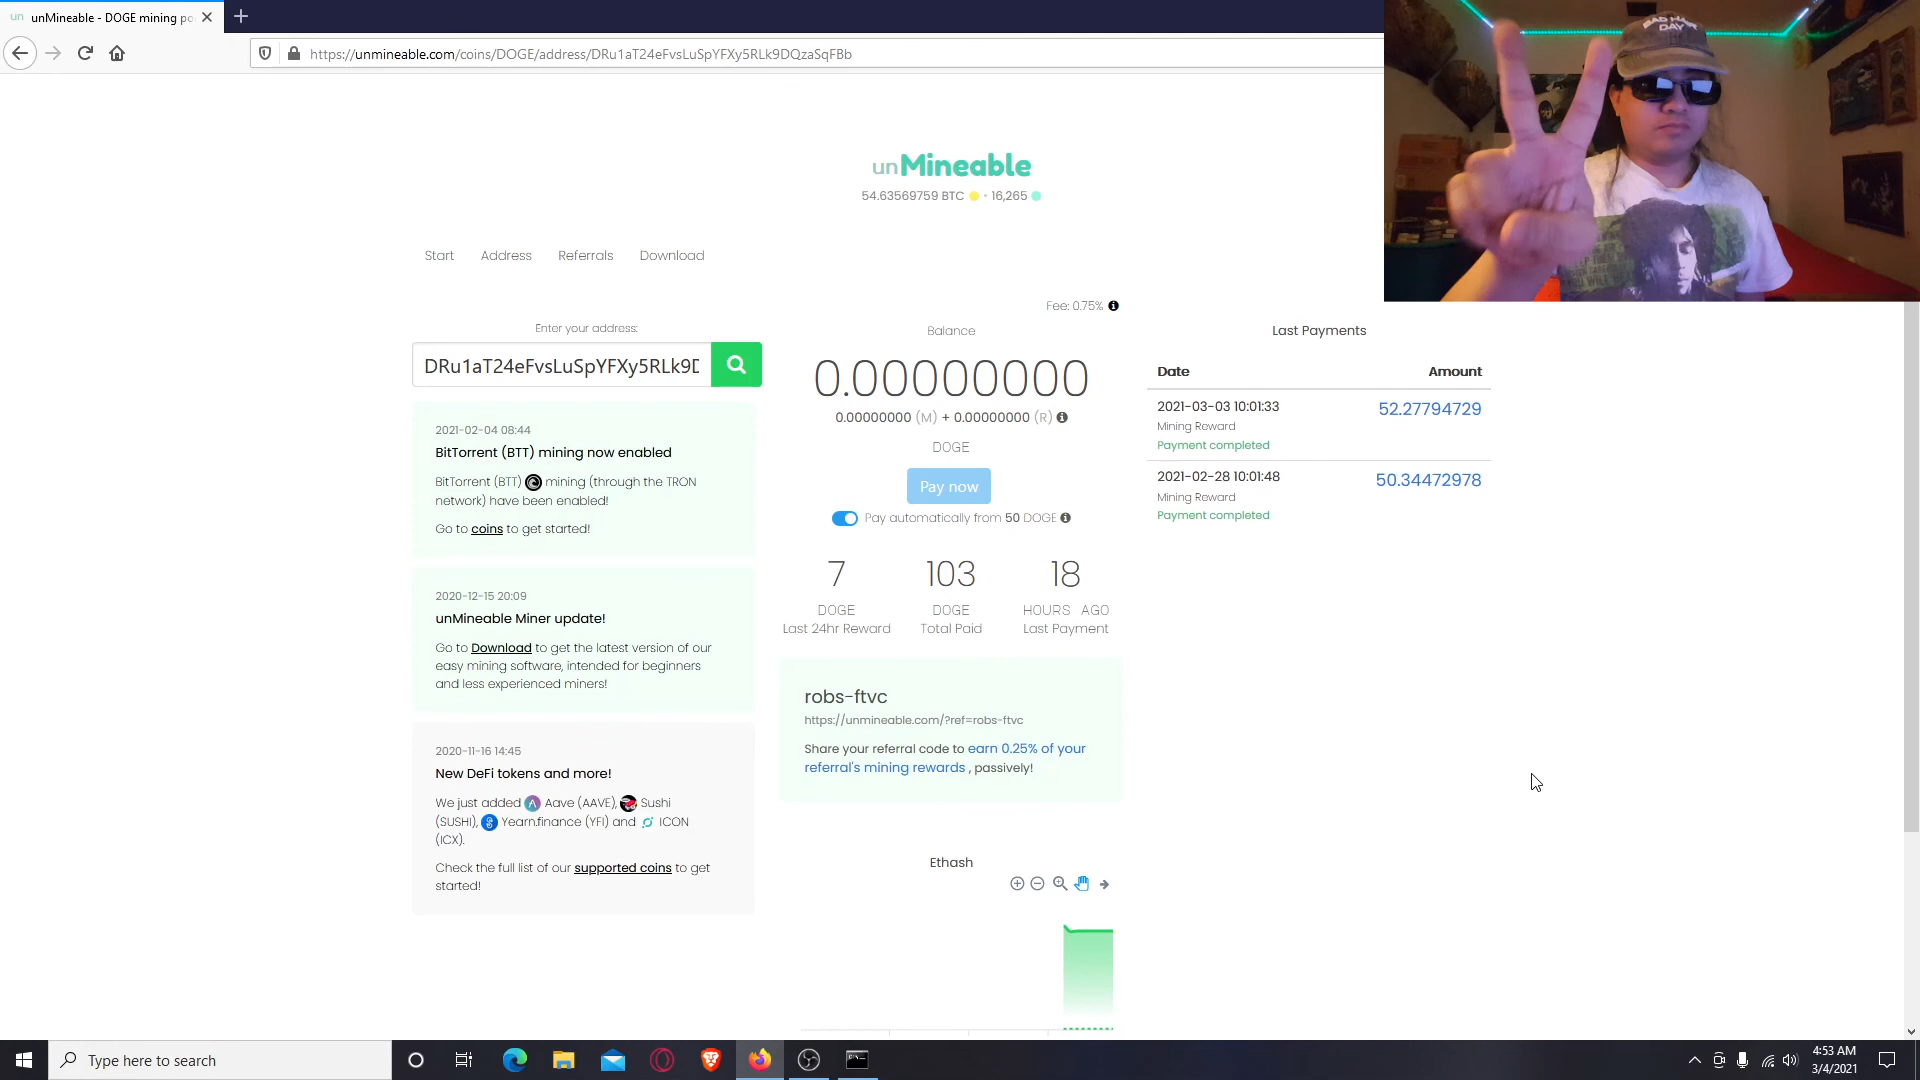 unMineable - DOGE mining po
https://unmineable.com/coins/DOGE/address/DRu1aT24eFvsLuSpYFXy5RLk9DQzaSqFBb
BAD HAIR
DAY
unMineable
54.63569759 BTC • 16,265
Start Address Referrals Download
Fee: 0.75%
Enter your address:
DRu1aT24eFvsLuSpYFXy5RLk9D
2021-02-04 08:44
BitTorrent (BTT) mining now enabled
BitTorrent (BTT) mining (through the TRON
network) have been enabled!
Go to coins to get started!
2020-12-15 20:09
unMineable Miner update!
Go to Download to get the latest version of our
easy mining software, intended for beginners
and less experienced miners!
2020-11-16 14:45
New DeFi tokens and more!
We just added Aave (AAVE), Sushi
(SUSHI), Yearn.finance (YFI) and ICON
(ICX).
Check the full list of our supported coins to get
started!
Balance
0.00000000
0.00000000 (M) + 0.00000000 (R)
DOGE
Pay now
Pay automatically from 50 DOGE
7 103 18
DOGE DOGE HOURS AGO
Last 24hr Reward Total Paid Last Payment
robs-ftvc
https://unmineable.com/?ref=robs-ftvc
Share your referral code to earn 0.25% of your
referral's mining rewards , passively!
Ethash
Last Payments
Date Amount
2021-03-03 10:01:33 52.27794729
Mining Reward
Payment completed
2021-02-28 10:01:48 50.34472978
Mining Reward
Payment completed
Type here to search
4:53 AM
3/4/2021